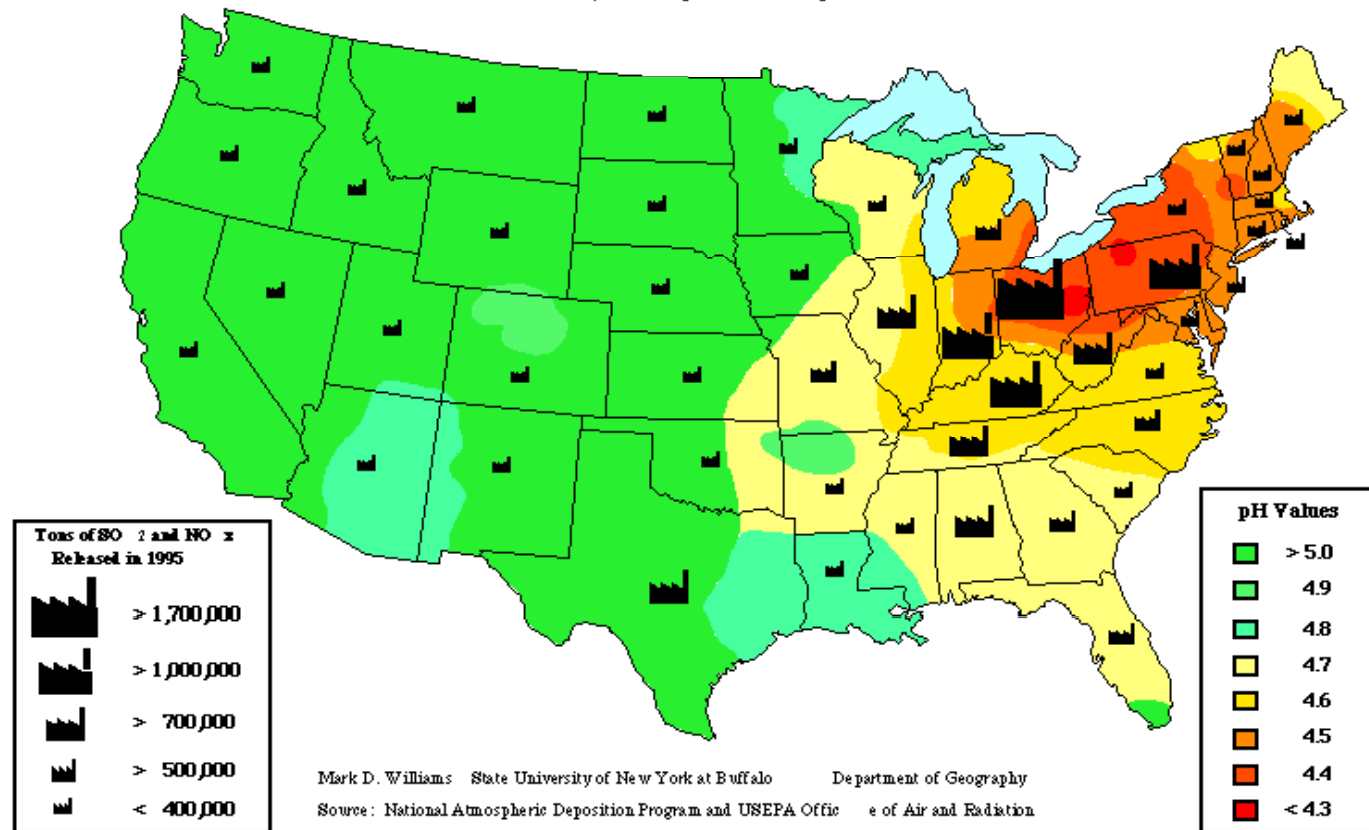 Tons of SO 2 and NO x
Released in 1995
> 1,700,000
> 1,000,000
> 700,000
> 500,000
< 400,000
pH Values
> 5.0
4.9
4.8
4.7
4.6
4.5
4.4
< 4.3
Mark D. Williams State University of New York at Buffalo Department of Geography
Source: National Atmospheric Deposition Program and USEPA Offic e of Air and Radiation